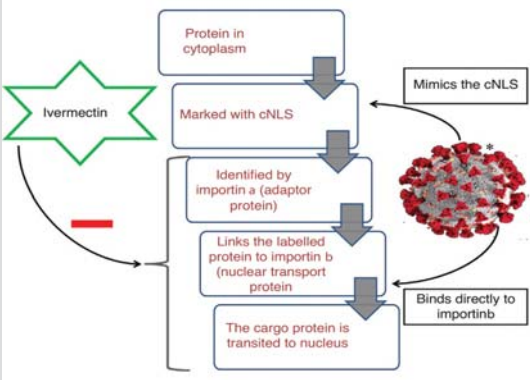 Protein in
cytoplasm
Mimics the cNLS
Ivermectin
Marked with cNLS
*
Identified by
importin a (adaptor
protein)
Links the labelled
protein to importin b
(nuclear transport
protein
Binds directly to
importinb
The cargo protein is
transited to nucleus